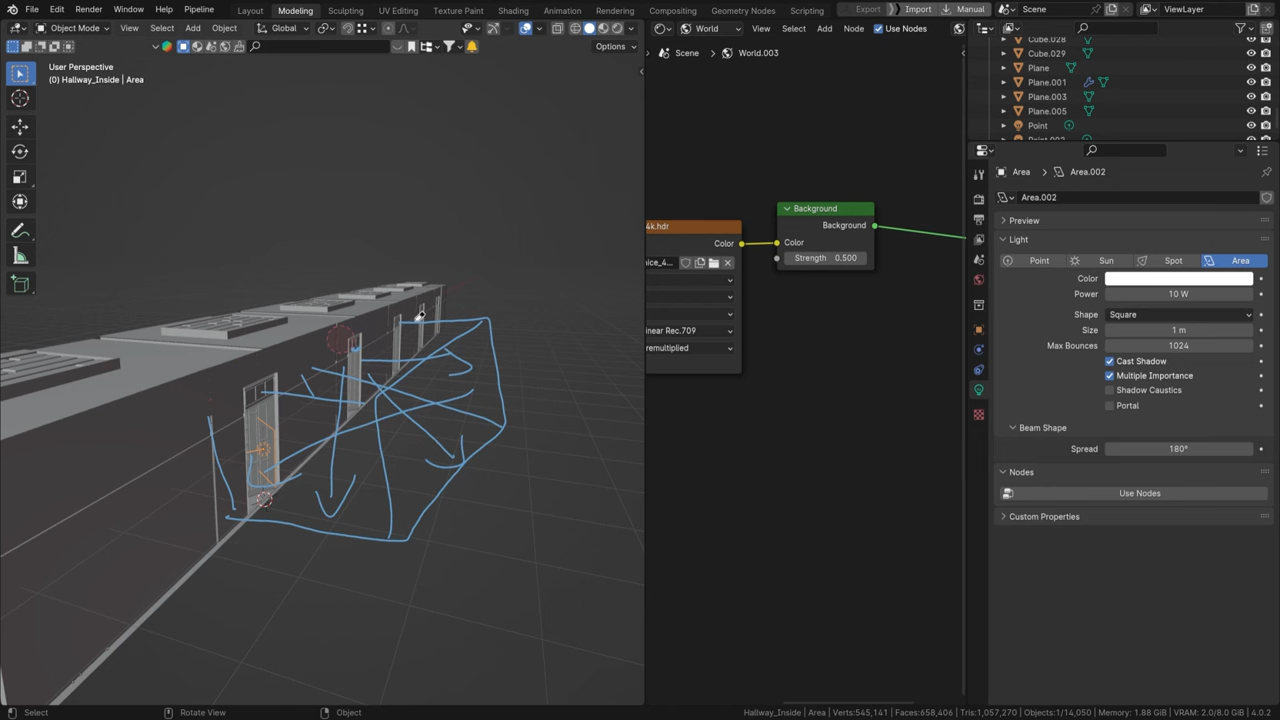 File Edit Render Window Help Pipeline Layout Modeling Sculpting UV Editing Texture Paint Shading Animation Rendering Compositing Geometry Nodes Scripting Export Import Manual Scene ViewLayer
Object Mode View Select Add Object Global
World View Select Add Node Use Nodes
Options
User Perspective
(0) Hallway_Inside | Area
Scene World.003
Cube.028
Cube.029
Plane
Plane.001
Plane.003
Plane.005
Point
Area Area.002
Area.002
Preview
Light
Point Sun Spot Area
Color
Power 10 W
Shape Square
Size 1 m
Max Bounces 1024
Cast Shadow
Multiple Importance
Shadow Caustics
Portal
Beam Shape
Spread 180°
Nodes
Use Nodes
Custom Properties
4k.hdr
Color
nice_4...
inear Rec.709
remultiplied
Background
Background
Color
Strength 0.500
Select Rotate View Object
Hallway_Inside | Area | Verts:545,141 | Faces:658,406 | Tris:1,057,270 | Objects:1/14,050 | Memory: 1.88 GiB | VRAM: 2.0/8.0 GiB | 4.0.2